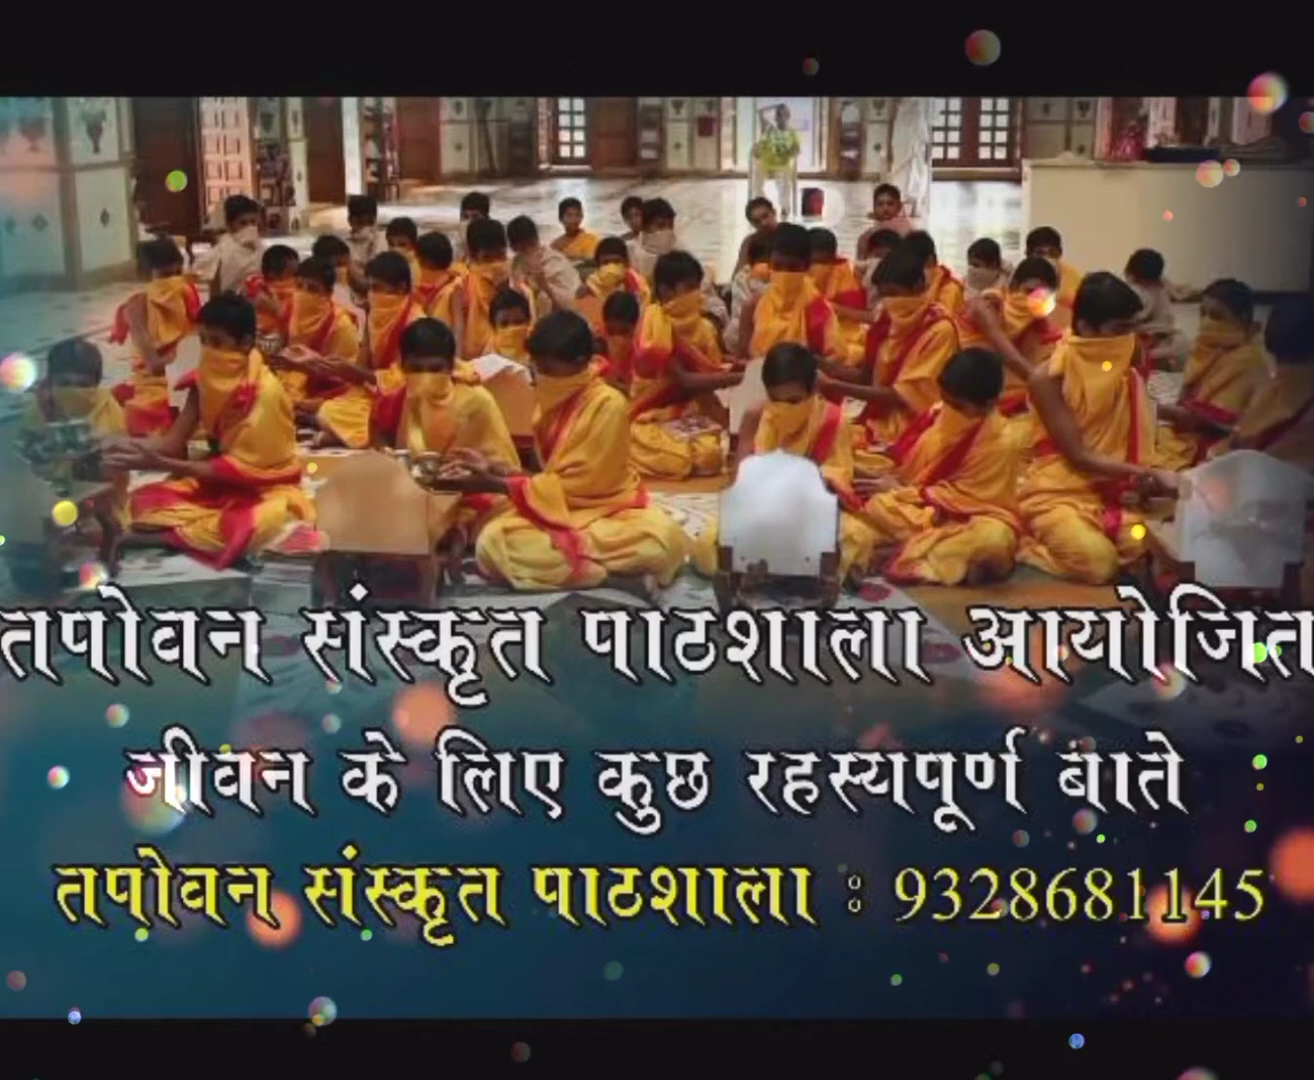 तपोवन संस्कृत पाठशाला आयोजित
जीवन के लिए कुछ रहस्यपूर्ण बाते
तपोवन संस्कृत पाठशाला : 9328681145